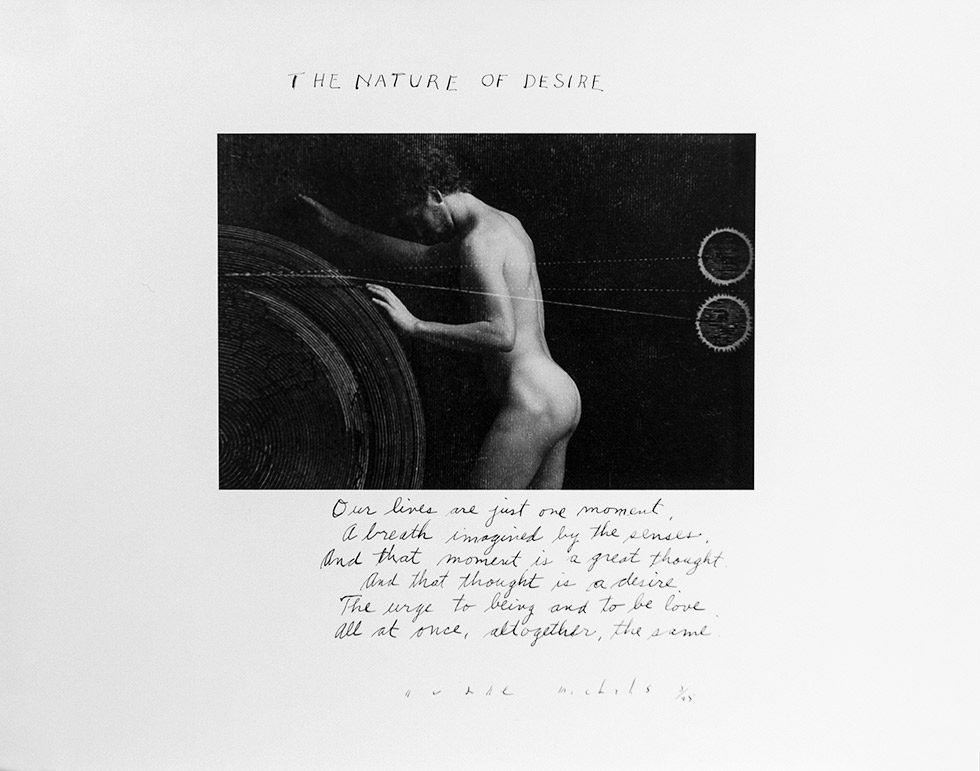 THE NATURE OF DESIRE
Our lives are just one moment,
A breath imagined by the senses,
And that moment is a great thought.
And that thought is a desire.
The urge to being and to be love.
All at once, altogether, the same
duane michals 3/25